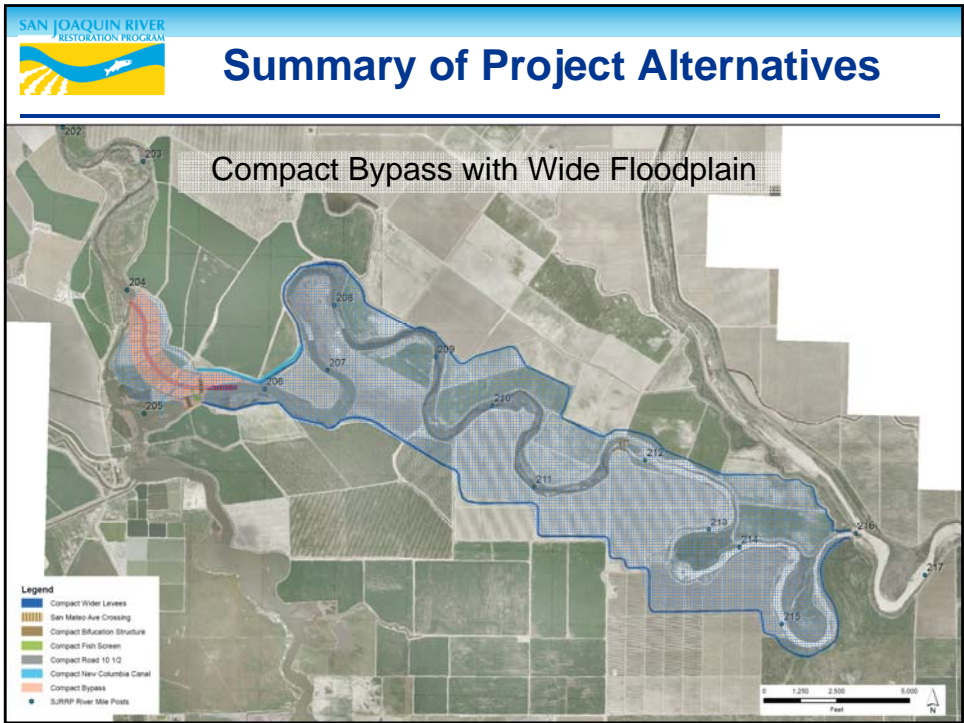 SAN JOAQUIN RIVER
RESTORATION PROGRAM
Summary of Project Alternatives
Compact Bypass with Wide Floodplain
202
203
204
205
206
207
208
209
210
211
212
213
214
215
216
217
Legend
Compact Wider Levees
San Mateo Ave Crossing
Compact Bifucation Structure
Compact Fish Screen
Compact Road 10 1/2
Compact New Columbia Canal
Compact Bypass
SJRRP River Mile Posts
0 1,250 2,500 5,000
Feet
N